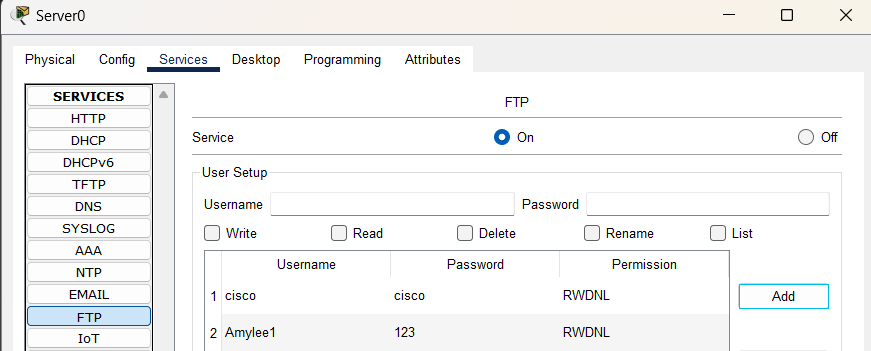 Server0
Physical Config Services Desktop Programming Attributes
SERVICES
HTTP
DHCP
DHCPv6
TFTP
DNS
SYSLOG
AAA
NTP
EMAIL
FTP
IoT
FTP
Service On Off
User Setup
Username Password
Write Read Delete Rename List
Username Password Permission
1 cisco cisco RWDNL
2 Amylee1 123 RWDNL
Add